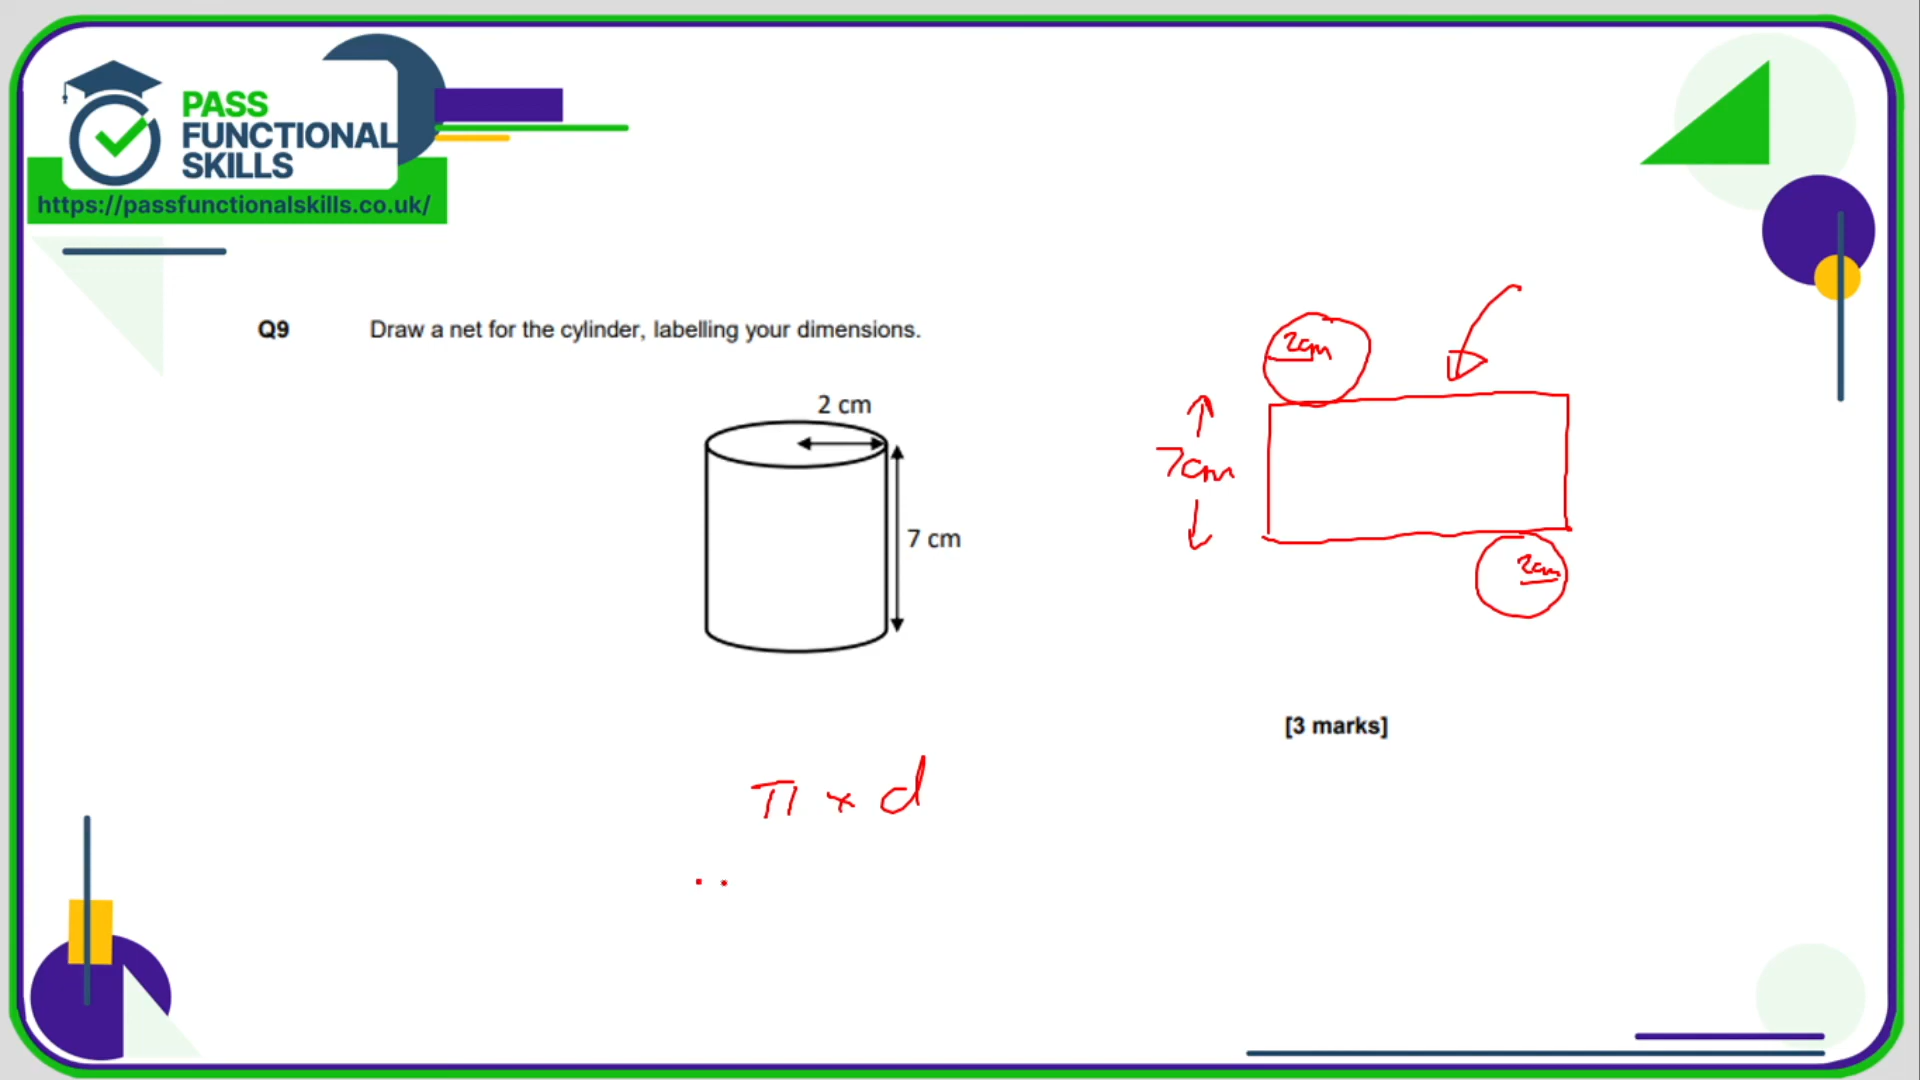 PASS
FUNCTIONAL
SKILLS
https://passfunctionalskills.co.uk/
Q9 Draw a net for the cylinder, labelling your dimensions.
2 cm
7 cm
2cm
7cm
2cm
[3 marks]
π × d